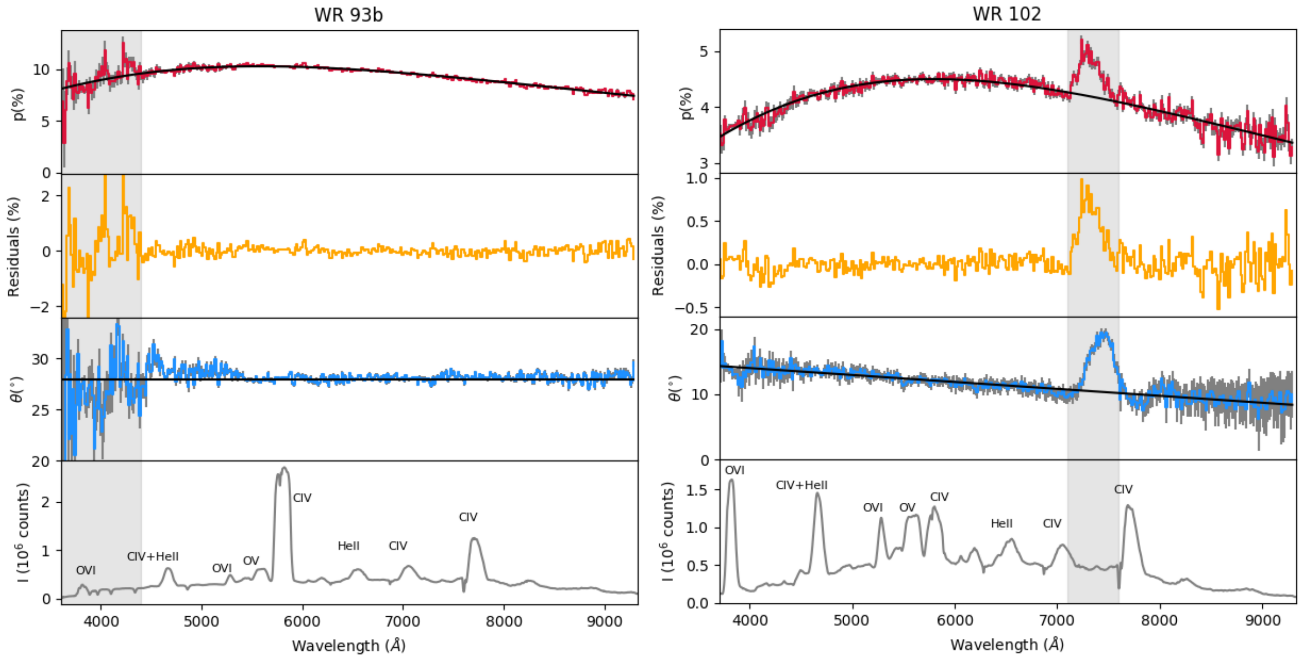 WR 93b
p(%)
10
5
0
Residuals (%)
2
0
−2
θ(°)
30
25
20
I (10⁶ counts)
2
1
0
OVI
CIV+HeII
OVI
OV
CIV
HeII
CIV
CIV
4000 5000 6000 7000 8000 9000
Wavelength (Å)
WR 102
p(%)
5
4
3
Residuals (%)
1.0
0.5
0.0
−0.5
θ(°)
20
10
0
I (10⁶ counts)
1.5
1.0
0.5
0.0
OVI
CIV+HeII
OVI
OV
CIV
HeII
CIV
CIV
4000 5000 6000 7000 8000 9000
Wavelength (Å)